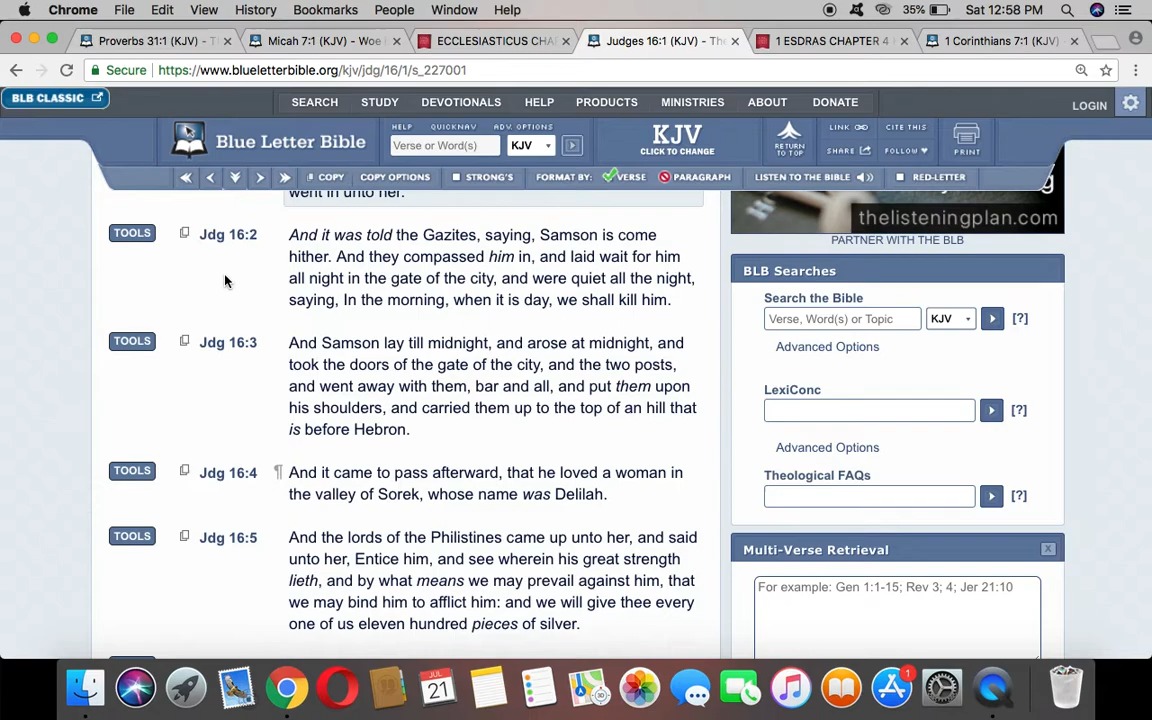 Chrome File Edit View History Bookmarks People Window Help 35% Sat 12:58 PM
Proverbs 31:1 (KJV) - T × Micah 7:1 (KJV) - Woe × ECCLESIASTICUS CHA × Judges 16:1 (KJV) - The × 1 ESDRAS CHAPTER 4 × 1 Corinthians 7:1 (KJV) ×
Secure https://www.blueletterbible.org/kjv/jdg/16/1/s_227001
BLB CLASSIC
SEARCH STUDY DEVOTIONALS HELP PRODUCTS MINISTRIES ABOUT DONATE LOGIN
Blue Letter Bible
HELP QUICKNAV ADV. OPTIONS
Verse or Word(s) KJV
KJV
CLICK TO CHANGE
RETURN
TO TOP
LINK CITE THIS
SHARE FOLLOW
PRINT
COPY COPY OPTIONS STRONG'S FORMAT BY: VERSE PARAGRAPH LISTEN TO THE BIBLE RED-LETTER
went in unto her.
TOOLS Jdg 16:2 And it was told the Gazites, saying, Samson is come
hither. And they compassed him in, and laid wait for him
all night in the gate of the city, and were quiet all the night,
saying, In the morning, when it is day, we shall kill him.
TOOLS Jdg 16:3 And Samson lay till midnight, and arose at midnight, and
took the doors of the gate of the city, and the two posts,
and went away with them, bar and all, and put them upon
his shoulders, and carried them up to the top of an hill that
is before Hebron.
TOOLS Jdg 16:4 ¶ And it came to pass afterward, that he loved a woman in
the valley of Sorek, whose name was Delilah.
TOOLS Jdg 16:5 And the lords of the Philistines came up unto her, and said
unto her, Entice him, and see wherein his great strength
lieth, and by what means we may prevail against him, that
we may bind him to afflict him: and we will give thee every
one of us eleven hundred pieces of silver.
thelisteningplan.com
PARTNER WITH THE BLB
BLB Searches
Search the Bible
Verse, Word(s) or Topic KJV [?]
Advanced Options
LexiConc
[?]
Advanced Options
Theological FAQs
[?]
Multi-Verse Retrieval x
For example: Gen 1:1-15; Rev 3; 4; Jer 21:10
JUL
21
1